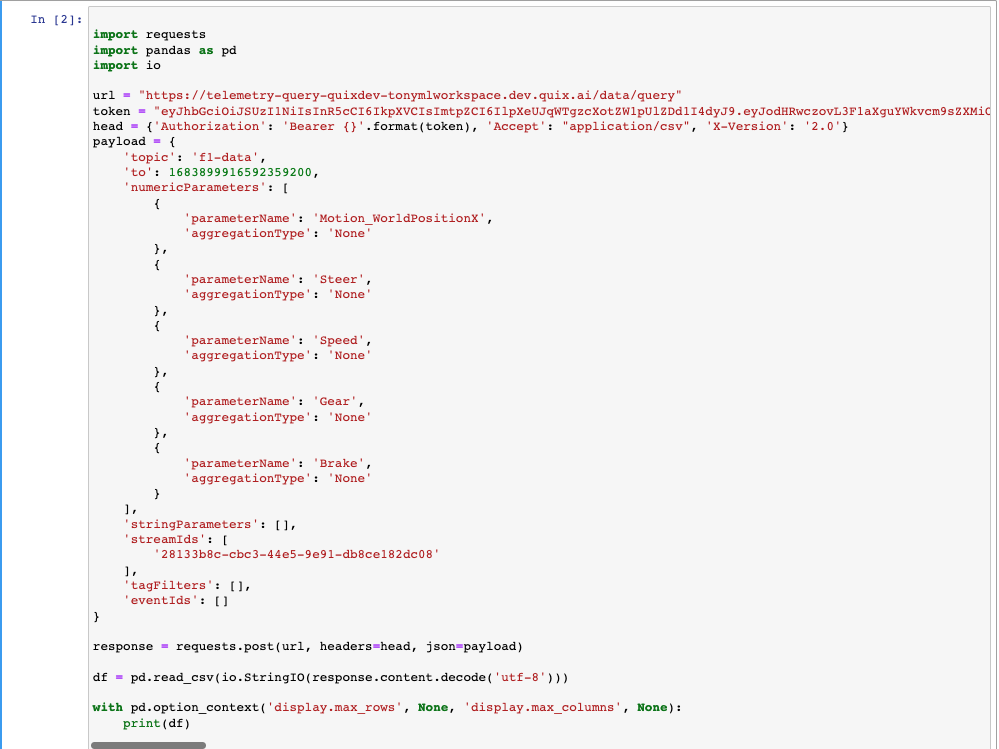 In [2]:
import requests
import pandas as pd
import io
url = "https://telemetry-query-quixdev-tonymlworkspace.dev.quix.ai/data/query"
token = "eyJhbGciOiJSUzI1NiIsInR5cCI6IkpXVCIsImtpZCI6IlpXeUJqWTgzcXotZW1pUlZDdlI4dyJ9.eyJodHRwczovL3F1aXguYWkvcm9sZXMiO
head = {'Authorization': 'Bearer {}'.format(token), 'Accept': "application/csv", 'X-Version': '2.0'}
payload = {
    'topic': 'f1-data',
    'to': 1683899916592359200,
    'numericParameters': [
        {
            'parameterName': 'Motion_WorldPositionX',
            'aggregationType': 'None'
        },
        {
            'parameterName': 'Steer',
            'aggregationType': 'None'
        },
        {
            'parameterName': 'Speed',
            'aggregationType': 'None'
        },
        {
            'parameterName': 'Gear',
            'aggregationType': 'None'
        },
        {
            'parameterName': 'Brake',
            'aggregationType': 'None'
        }
    ],
    'stringParameters': [],
    'streamIds': [
        '28133b8c-cbc3-44e5-9e91-db8ce182dc08'
    ],
    'tagFilters': [],
    'eventIds': []
}
response = requests.post(url, headers=head, json=payload)
df = pd.read_csv(io.StringIO(response.content.decode('utf-8')))
with pd.option_context('display.max_rows', None, 'display.max_columns', None):
    print(df)